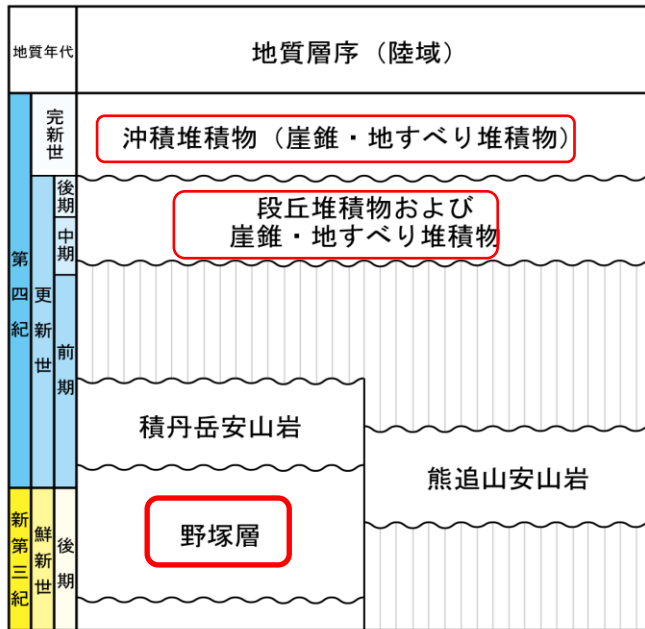 地質年代
地質層序（陸域）
第四紀
完新世
沖積堆積物（崖錐・地すべり堆積物）
更新世
後期
段丘堆積物および
崖錐・地すべり堆積物
中期
前期
積丹岳安山岩
熊追山安山岩
新第三紀
鮮新世
後期
野塚層